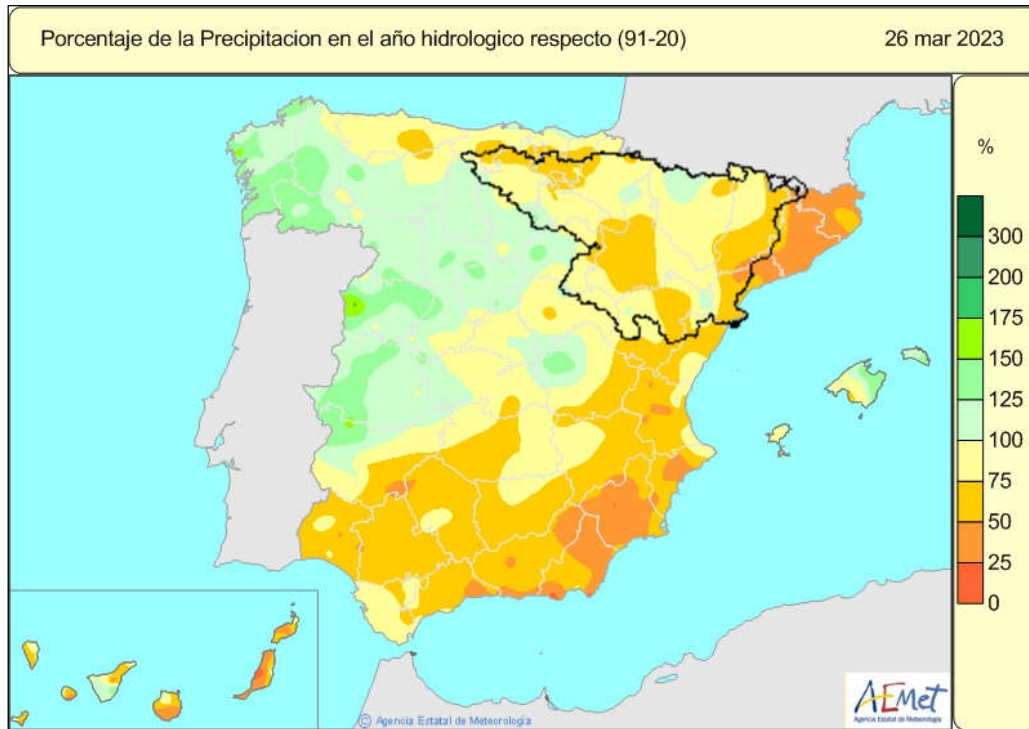 Porcentaje de la Precipitacion en el año hidrologico respecto (91-20)
26 mar 2023
%
300
200
175
150
125
100
75
50
25
0
© Agencia Estatal de Meteorología
AEMet
Agencia Estatal de Meteorología